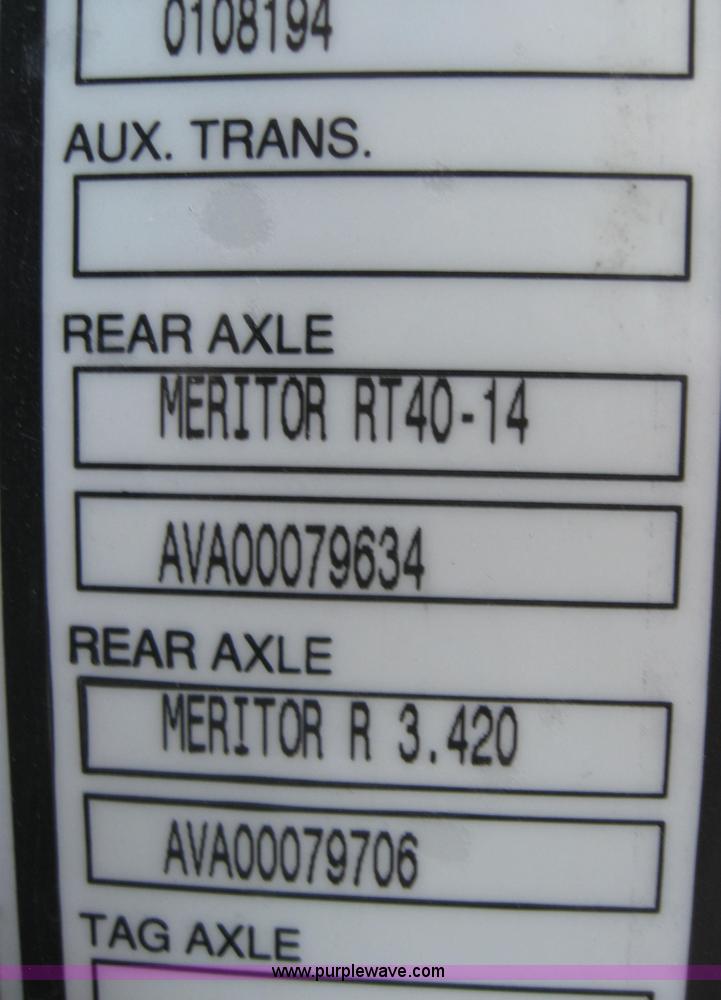 0108194
AUX. TRANS.
REAR AXLE
MERITOR RT40-14
AVA00079634
REAR AXLE
MERITOR R 3.420
AVA00079706
TAG AXLE
www.purplewave.com